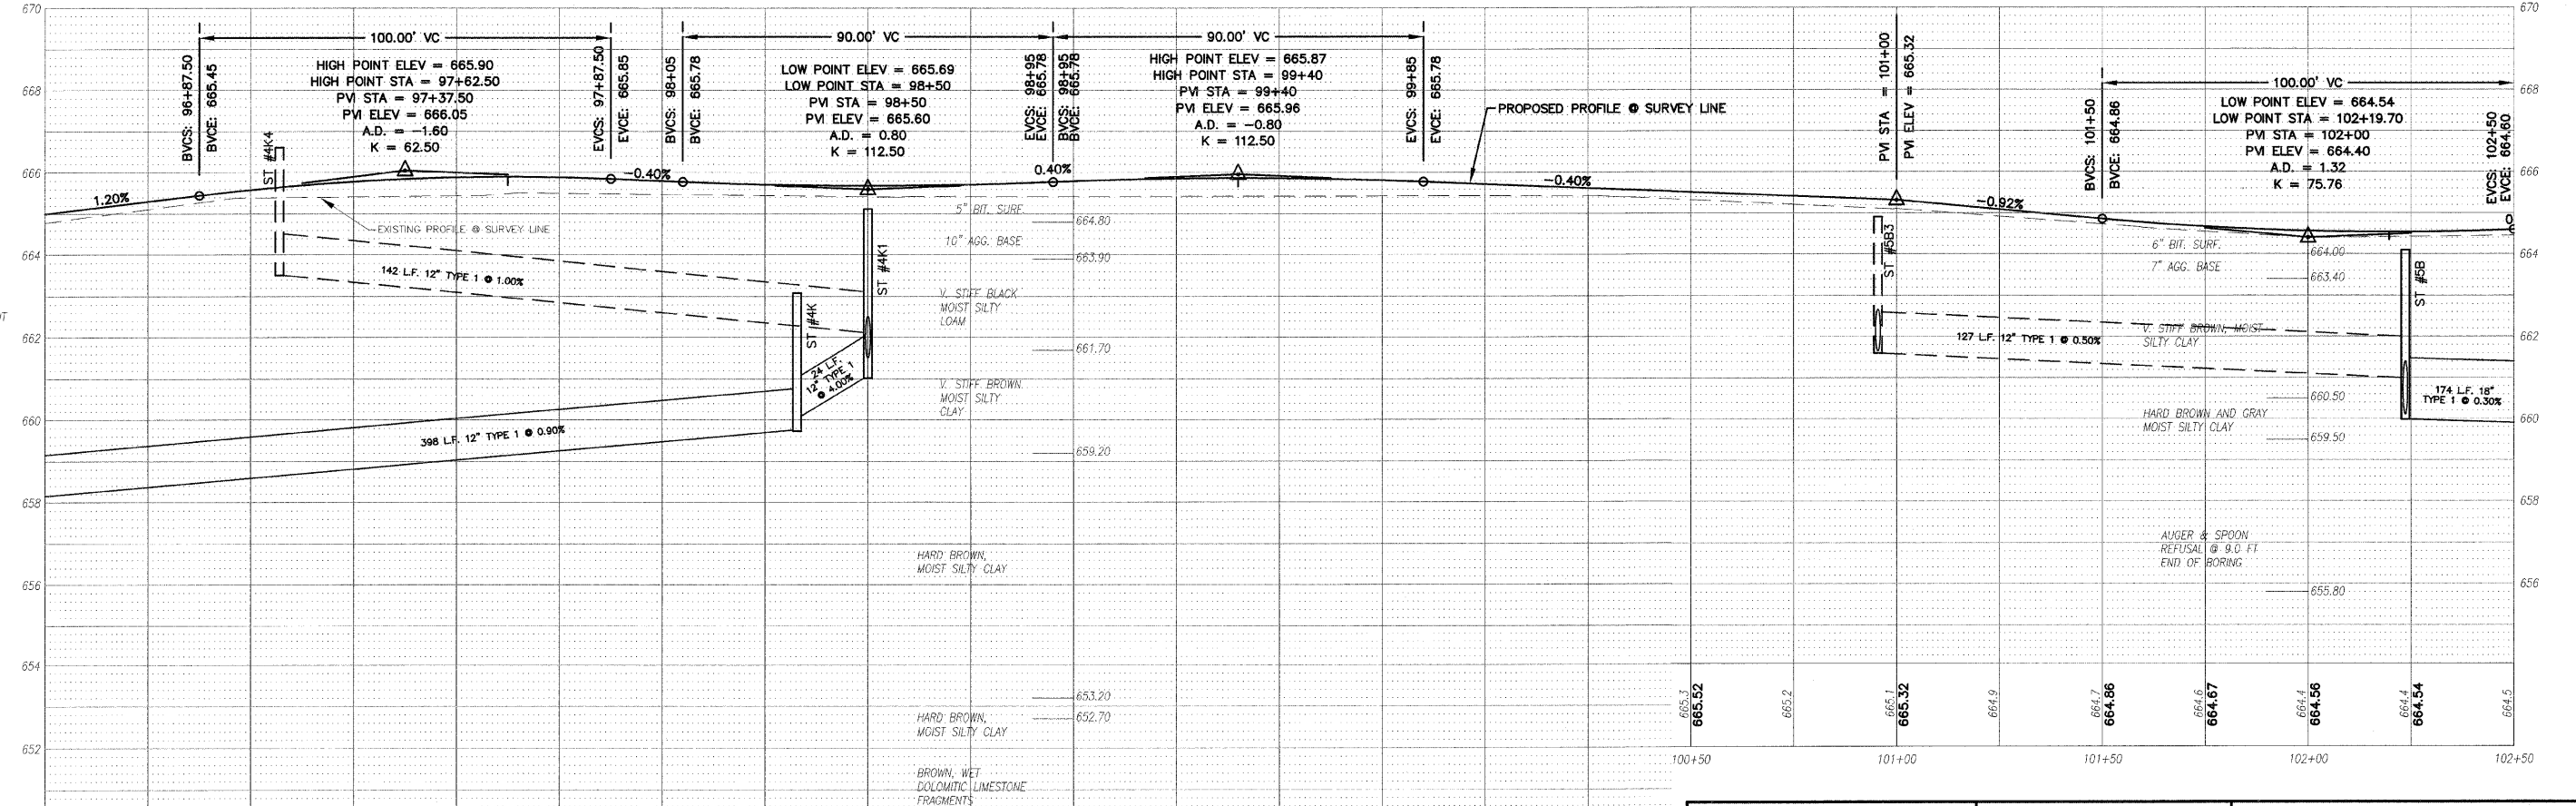 670
668
666
664
662
660
658
656
654
652
100.00' VC
BVCS: 96+87.50
BVCE: 665.45
HIGH POINT ELEV = 665.90
HIGH POINT STA = 97+62.50
PVI STA = 97+37.50
PVI ELEV = 666.05
A.D. = -1.60
K = 62.50
EVCS: 97+87.50
EVCE: 665.85
90.00' VC
BVCS: 98+05
BVCE: 665.78
LOW POINT ELEV = 665.69
LOW POINT STA = 98+50
PVI STA = 98+50
PVI ELEV = 665.60
A.D. = 0.80
K = 112.50
EVCS: 98+95
EVCE: 665.78
90.00' VC
BVCS: 98+95
BVCE: 665.78
HIGH POINT ELEV = 665.87
HIGH POINT STA = 99+40
PVI STA = 99+40
PVI ELEV = 665.96
A.D. = -0.80
K = 112.50
EVCS: 99+85
EVCE: 665.78
PROPOSED PROFILE @ SURVEY LINE
PVI STA = 101+00
PVI ELEV = 665.32
100.00' VC
BVCS: 101+50
BVCE: 664.86
LOW POINT ELEV = 664.54
LOW POINT STA = 102+19.70
PVI STA = 102+00
PVI ELEV = 664.40
A.D. = 1.32
K = 75.76
EVCS: 102+50
EVCE: 664.60
1.20%
-0.40%
0.40%
-0.40%
-0.92%
0
ST #4K4
EXISTING PROFILE @ SURVEY LINE
142 L.F. 12" TYPE 1 @ 1.00%
ST #4K
ST #4K1
24 L.F.
12" TYPE 1
@ 4.00%
398 L.F. 12" TYPE 1 @ 0.90%
5" BIT. SURF.
664.80
10" AGG. BASE
663.90
V. STIFF BLACK
MOIST SILTY
LOAM
661.70
V. STIFF BROWN
MOIST SILTY
CLAY
659.20
HARD BROWN,
MOIST SILTY CLAY
653.20
HARD BROWN,
MOIST SILTY CLAY
652.70
BROWN, WET
DOLOMITIC LIMESTONE
FRAGMENTS
ST #5B3
127 L.F. 12" TYPE 1 @ 0.50%
6" BIT. SURF.
664.00
7" AGG. BASE
663.40
V. STIFF BROWN, MOIST
SILTY CLAY
660.50
HARD BROWN AND GRAY
MOIST SILTY CLAY
659.50
AUGER & SPOON
REFUSAL @ 9.0 FT
END OF BORING
655.80
ST #5B
174 L.F. 18"
TYPE 1 @ 0.30%
670
668
666
664
662
660
658
656
665.3
665.52
665.2
665.1
665.32
664.9
664.7
664.86
664.6
664.67
664.4
664.56
664.4
664.54
664.5
100+50
101+00
101+50
102+00
102+50